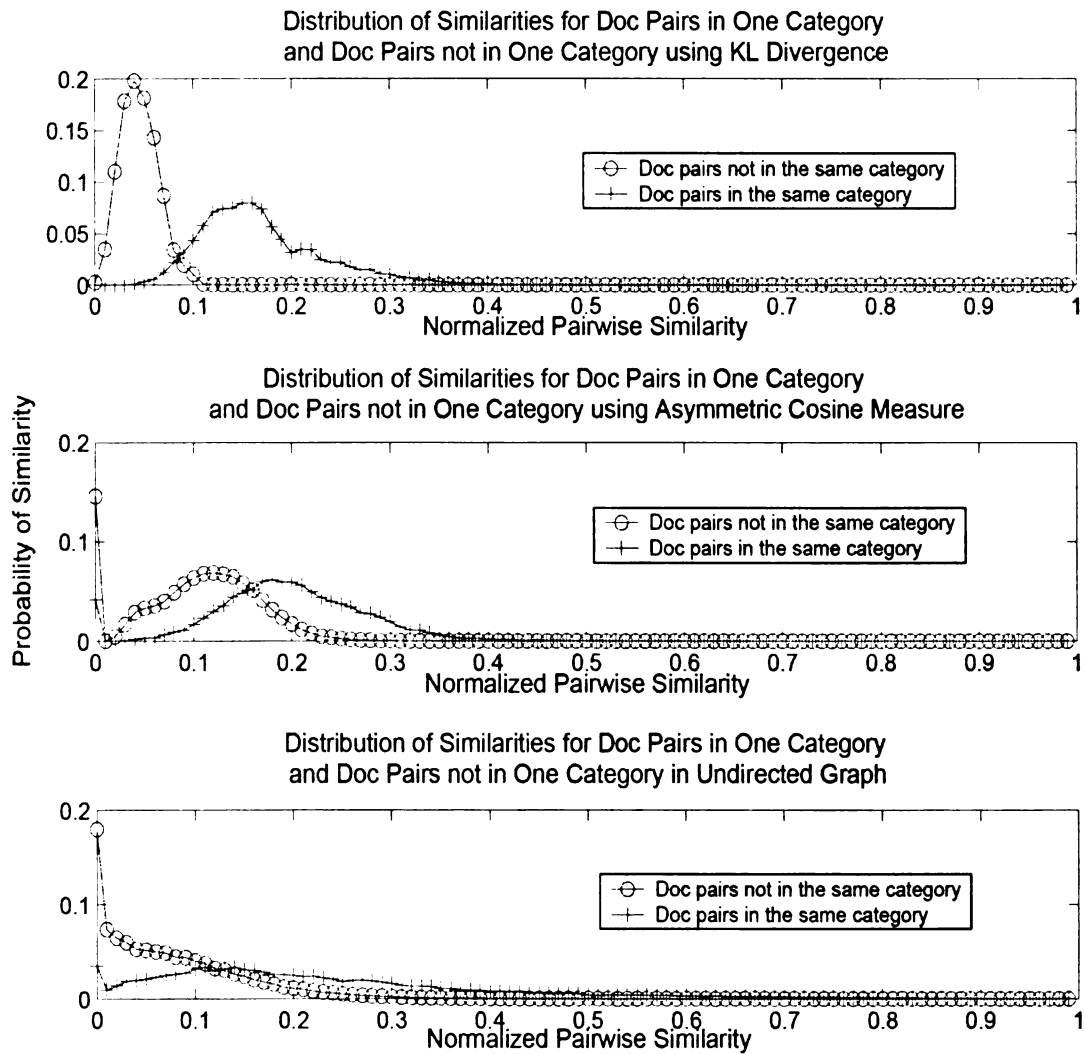 Distribution of Similarities for Doc Pairs in One Category
and Doc Pairs not in One Category using KL Divergence
0.2
0.15
0.1
0.05
0
Doc pairs not in the same category
Doc pairs in the same category
0 0.1 0.2 0.3 0.4 0.5 0.6 0.7 0.8 0.9 1
Normalized Pairwise Similarity
Distribution of Similarities for Doc Pairs in One Category
and Doc Pairs not in One Category using Asymmetric Cosine Measure
Probability of Similarity
0.2
0.1
0
Doc pairs not in the same category
Doc pairs in the same category
0 0.1 0.2 0.3 0.4 0.5 0.6 0.7 0.8 0.9 1
Normalized Pairwise Similarity
Distribution of Similarities for Doc Pairs in One Category
and Doc Pairs not in One Category in Undirected Graph
0.2
0.1
0
Doc pairs not in the same category
Doc pairs in the same category
0 0.1 0.2 0.3 0.4 0.5 0.6 0.7 0.8 0.9 1
Normalized Pairwise Similarity